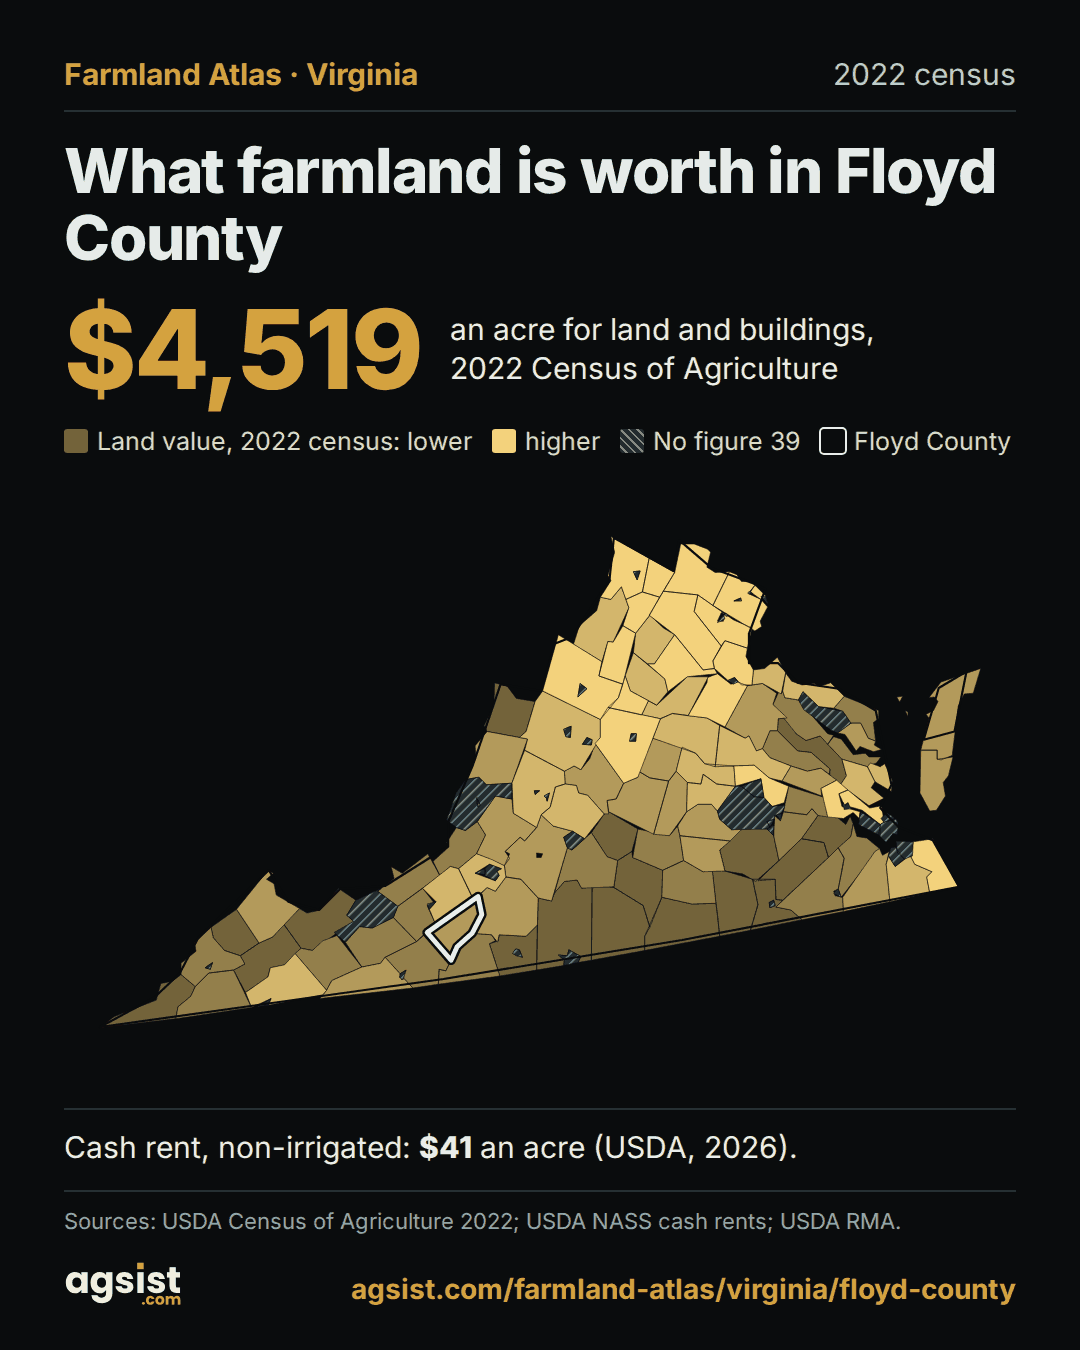 Farmland Atlas · Virginia
2022 census
What farmland is worth in Floyd
County
$4,519
an acre for land and buildings,
2022 Census of Agriculture
Land value, 2022 census: lower
higher
No figure 39
Floyd County
Cash rent, non-irrigated: $41 an acre (USDA, 2026).
Sources: USDA Census of Agriculture 2022; USDA NASS cash rents; USDA RMA.
agsist
.com
agsist.com/farmland-atlas/virginia/floyd-county